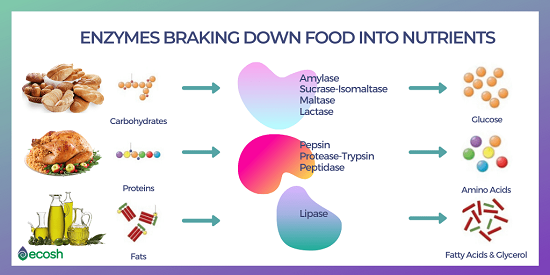 ENZYMES BRAKING DOWN FOOD INTO NUTRIENTS
Carbohydrates
Amylase
Sucrase-Isomaltase
Maltase
Lactase
Glucose
Proteins
Pepsin
Protease-Trypsin
Peptidase
Amino Acids
Fats
Lipase
Fatty Acids & Glycerol
ecosh